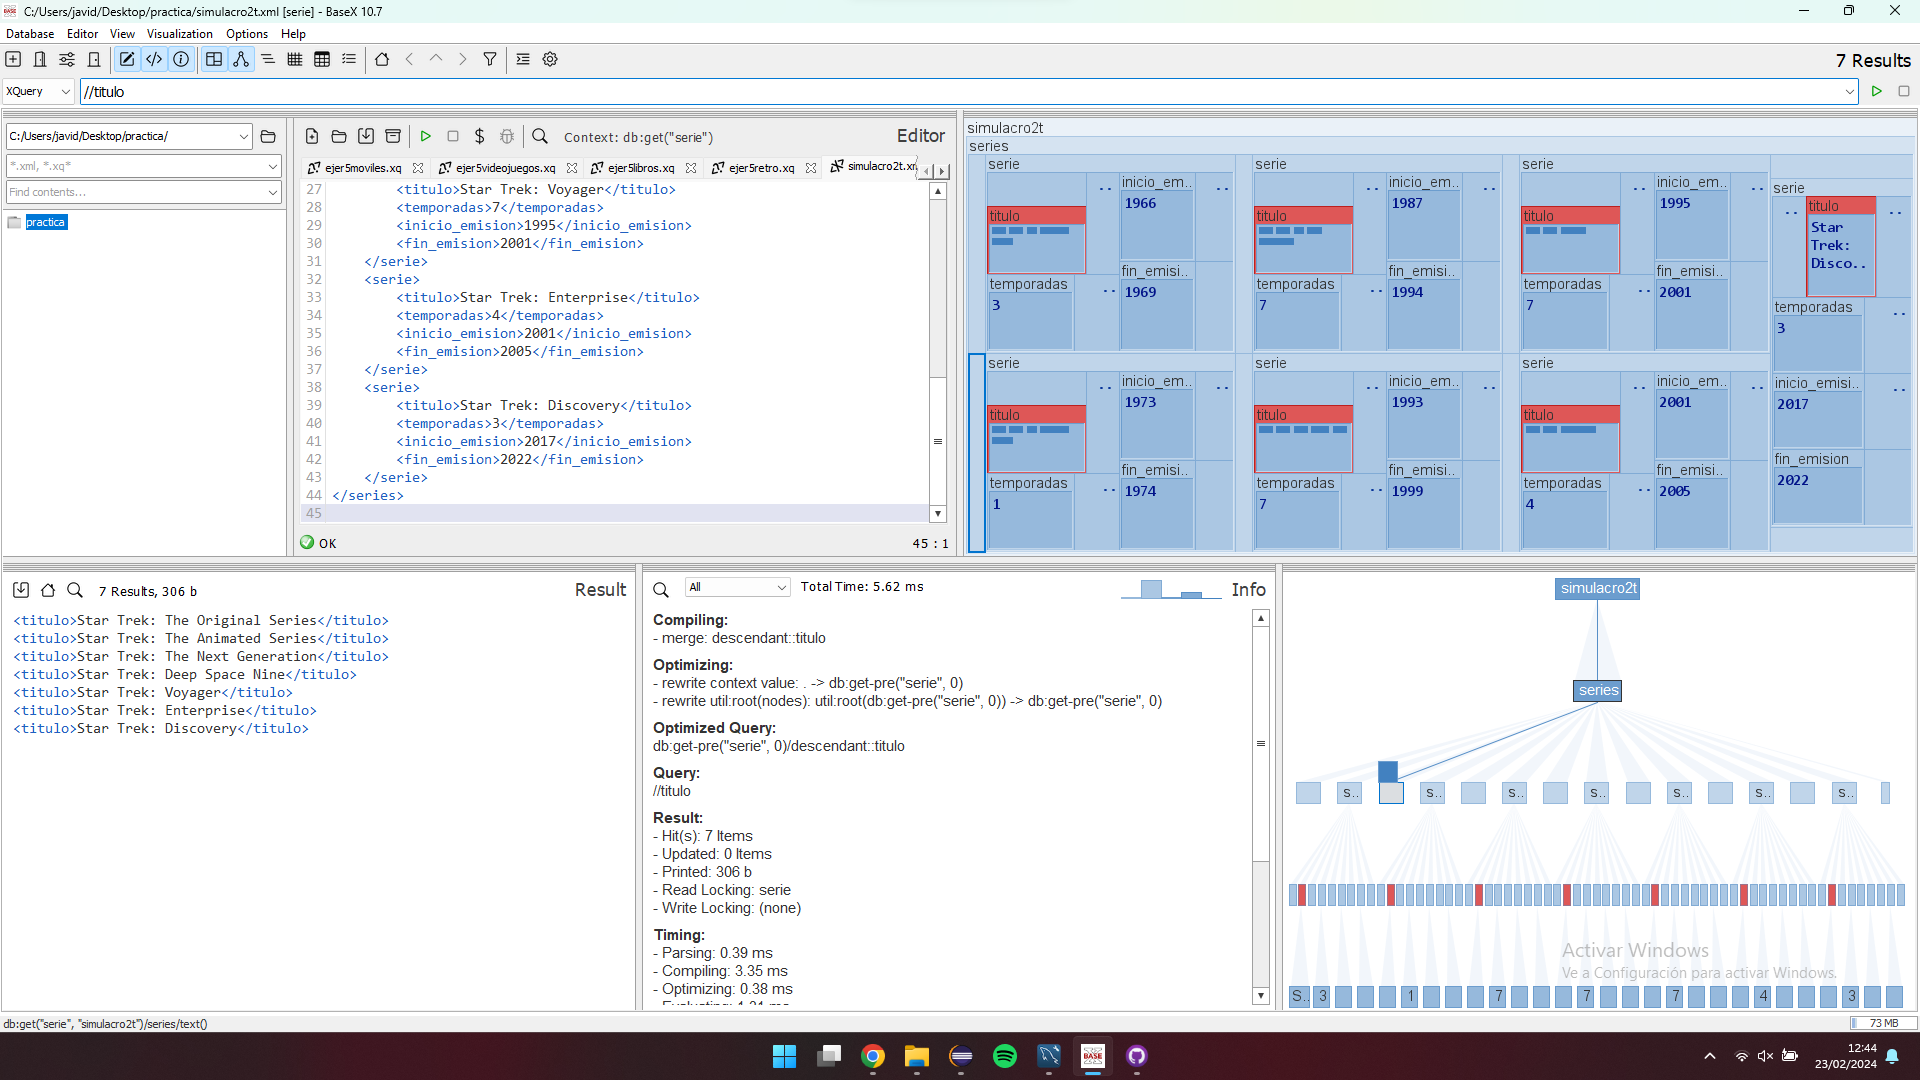 C:/Users/javid/Desktop/practica/simulacro2t.xml [serie] - BaseX 10.7
Database Editor View Visualization Options Help
7 Results
XQuery //titulo
C:/Users/javid/Desktop/practica/
*.xml, *.xq*
Find contents...
practica
Context: db:get("serie")
Editor
ejer5moviles.xq ejer5videojuegos.xq ejer5libros.xq ejer5retro.xq simulacro2t.xm
27 <titulo>Star Trek: Voyager</titulo>
28 <temporadas>7</temporadas>
29 <inicio_emision>1995</inicio_emision>
30 <fin_emision>2001</fin_emision>
31 </serie>
32 <serie>
33 <titulo>Star Trek: Enterprise</titulo>
34 <temporadas>4</temporadas>
35 <inicio_emision>2001</inicio_emision>
36 <fin_emision>2005</fin_emision>
37 </serie>
38 <serie>
39 <titulo>Star Trek: Discovery</titulo>
40 <temporadas>3</temporadas>
41 <inicio_emision>2017</inicio_emision>
42 <fin_emision>2022</fin_emision>
43 </serie>
44 </series>
45
OK
45 : 1
simulacro2t
series
serie
titulo
temporadas
3
inicio_em..
1966
fin_emisi..
1969
serie
titulo
temporadas
7
inicio_em..
1987
fin_emisi..
1994
serie
titulo
temporadas
7
inicio_em..
1995
fin_emisi..
2001
serie
titulo
Star
Trek:
Disco..
temporadas
3
inicio_emisi..
2017
fin_emision
2022
serie
titulo
temporadas
1
inicio_em..
1973
fin_emisi..
1974
serie
titulo
temporadas
7
inicio_em..
1993
fin_emisi..
1999
serie
titulo
temporadas
4
inicio_em..
2001
fin_emisi..
2005
7 Results, 306 b
Result
<titulo>Star Trek: The Original Series</titulo>
<titulo>Star Trek: The Animated Series</titulo>
<titulo>Star Trek: The Next Generation</titulo>
<titulo>Star Trek: Deep Space Nine</titulo>
<titulo>Star Trek: Voyager</titulo>
<titulo>Star Trek: Enterprise</titulo>
<titulo>Star Trek: Discovery</titulo>
All
Total Time: 5.62 ms
Info
Compiling:
- merge: descendant::titulo
Optimizing:
- rewrite context value: . -> db:get-pre("serie", 0)
- rewrite util:root(nodes): util:root(db:get-pre("serie", 0)) -> db:get-pre("serie", 0)
Optimized Query:
db:get-pre("serie", 0)/descendant::titulo
Query:
//titulo
Result:
- Hit(s): 7 Items
- Updated: 0 Items
- Printed: 306 b
- Read Locking: serie
- Write Locking: (none)
Timing:
- Parsing: 0.39 ms
- Compiling: 3.35 ms
- Optimizing: 0.38 ms
simulacro2t
series
s.. s.. s.. s.. s.. s.. s..
S.. 3 1 7 7 7 4 3
Activar Windows
Ve a Configuración para activar Windows.
db:get("serie", "simulacro2t")/series/text()
73 MB
BASE
12:44
23/02/2024